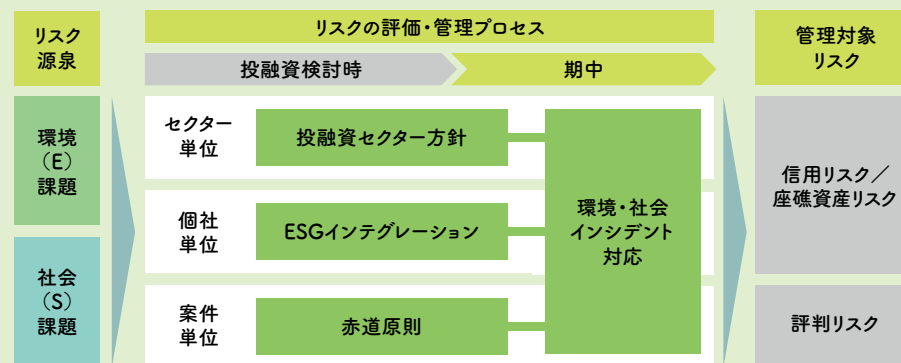 リスク
源泉
リスクの評価・管理プロセス
管理対象
リスク
投融資検討時
期中
環境
（E）
課題
社会
（S）
課題
セクター
単位
投融資セクター方針
個社
単位
ESGインテグレーション
案件
単位
赤道原則
環境・社会
インシデント
対応
信用リスク／
座礁資産リスク
評判リスク